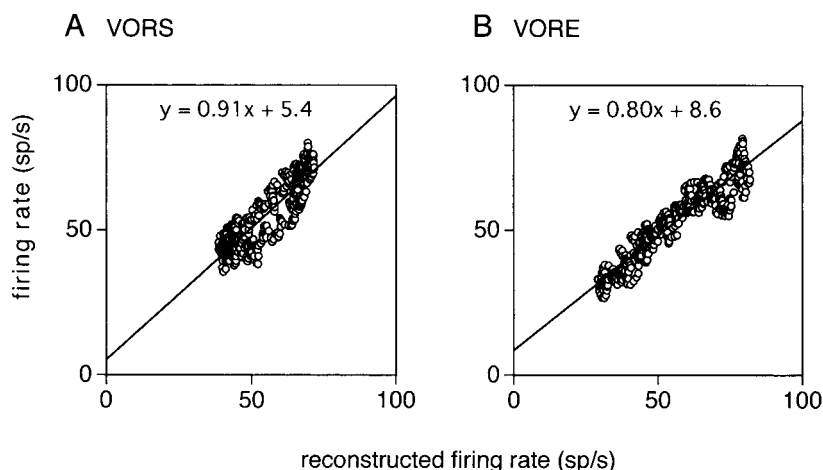 A VORS
B VORE
firing rate (sp/s)
100
50
0
y = 0.91x + 5.4
0
50
100
100
50
0
y = 0.80x + 8.6
0
50
100
reconstructed firing rate (sp/s)